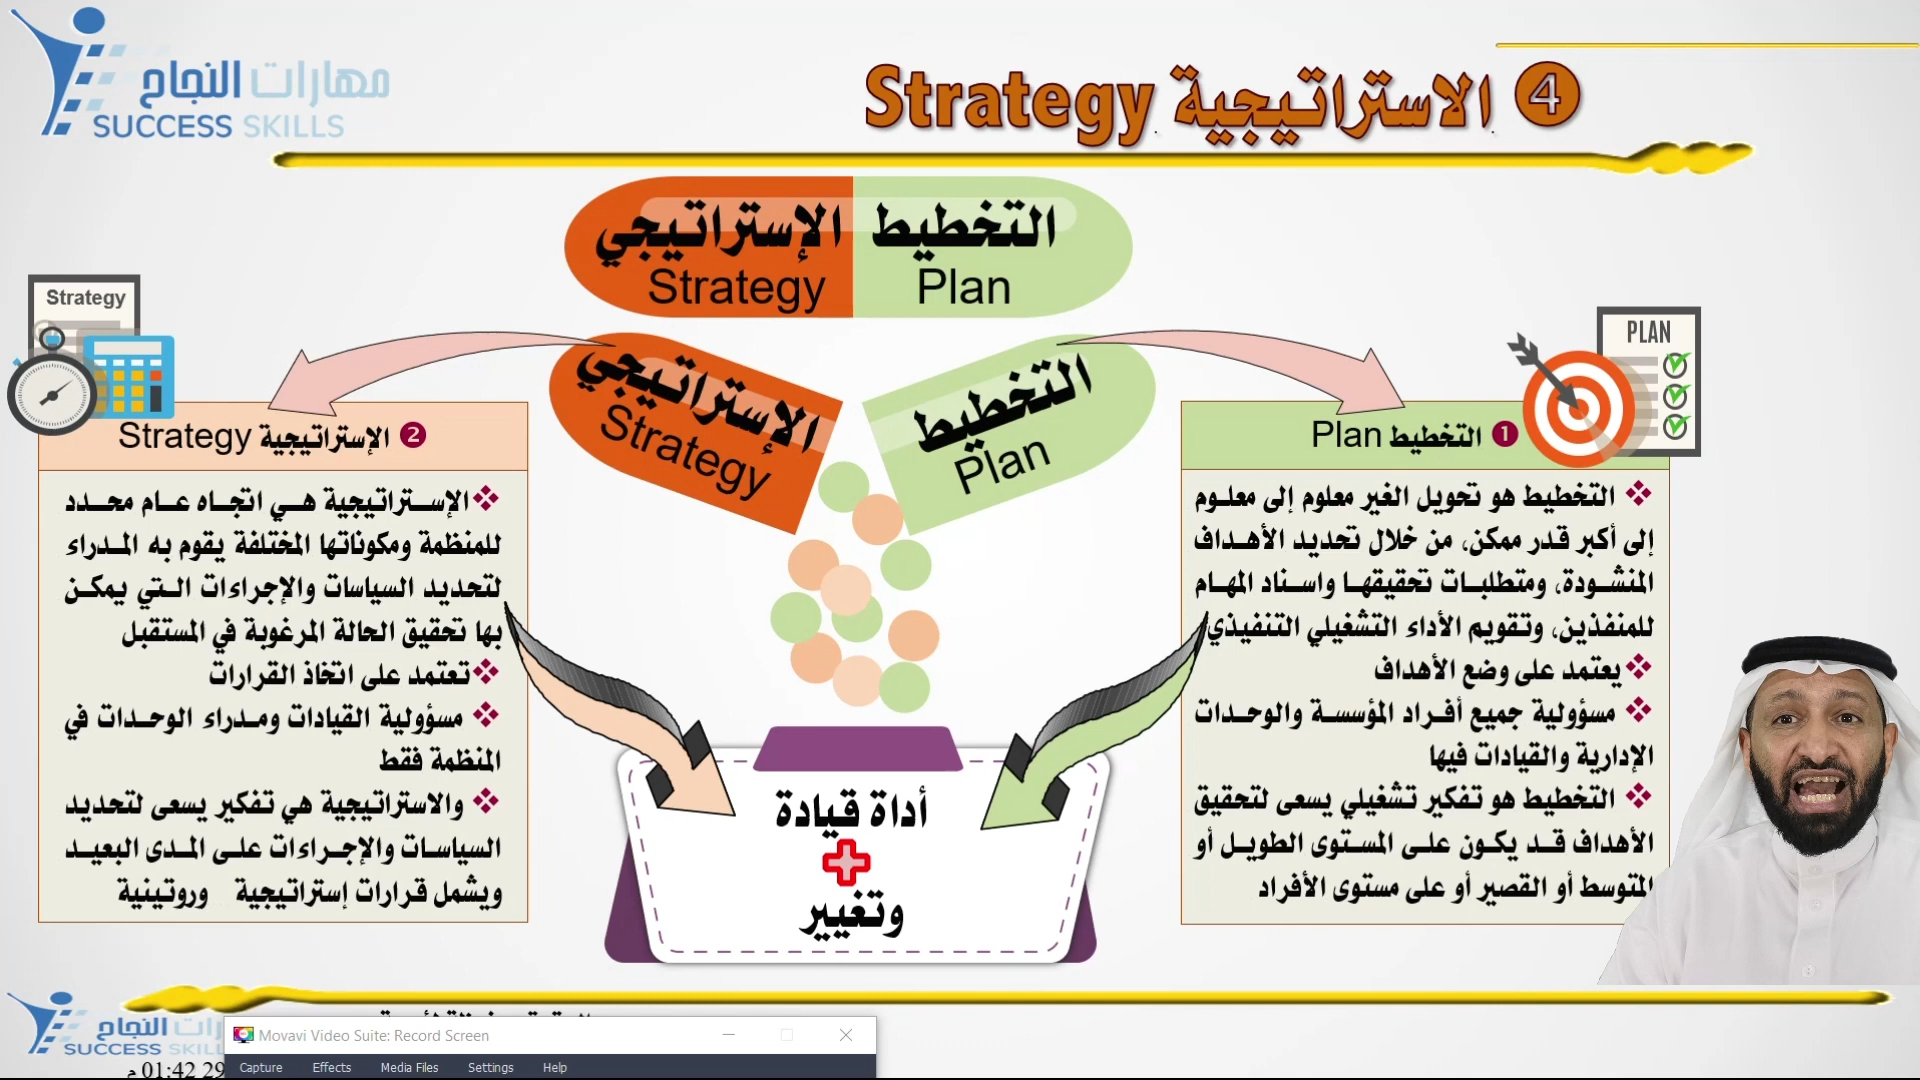 مهارات النجاح
SUCCESS SKILLS
4 الاستراتيجية Strategy
التخطيط الإستراتيجي
Plan Strategy
التخطيط
Plan
الإستراتيجي
Strategy
PLAN
1 التخطيط Plan
❖ التخطيط هو تحويل الغير معلوم إلى معلوم
إلى أكبر قدر ممكن، من خلال تحديد الأهداف
المنشودة، ومتطلبات تحقيقها واسناد المهام
للمنفذين، وتقويم الأداء التشغيلي التنفيذي
❖ يعتمد على وضع الأهداف
❖ مسؤولية جميع أفراد المؤسسة والوحدات
الإدارية والقيادات فيها
❖ التخطيط هو تفكير تشغيلي يسعى لتحقيق
الأهداف قد يكون على المستوى الطويل أو
المتوسط أو القصير أو على مستوى الأفراد
Strategy
2 الإستراتيجية Strategy
❖ الإستراتيجية هي اتجاه عام محدد
للمنظمة ومكوناتها المختلفة يقوم به المدراء
لتحديد السياسات والإجراءات التي يمكن
بها تحقيق الحالة المرغوبة في المستقبل
❖ تعتمد على اتخاذ القرارات
❖ مسؤولية القيادات ومدراء الوحدات في
المنظمة فقط
❖ والاستراتيجية هي تفكير يسعى لتحديد
السياسات والإجراءات على المدى البعيد
ويشمل قرارات إستراتيجية وروتينية
أداة قيادة
وتغيير
النجاح
SUCCESS
Movavi Video Suite: Record Screen
Capture Effects Media Files Settings Help
01:42 29 م